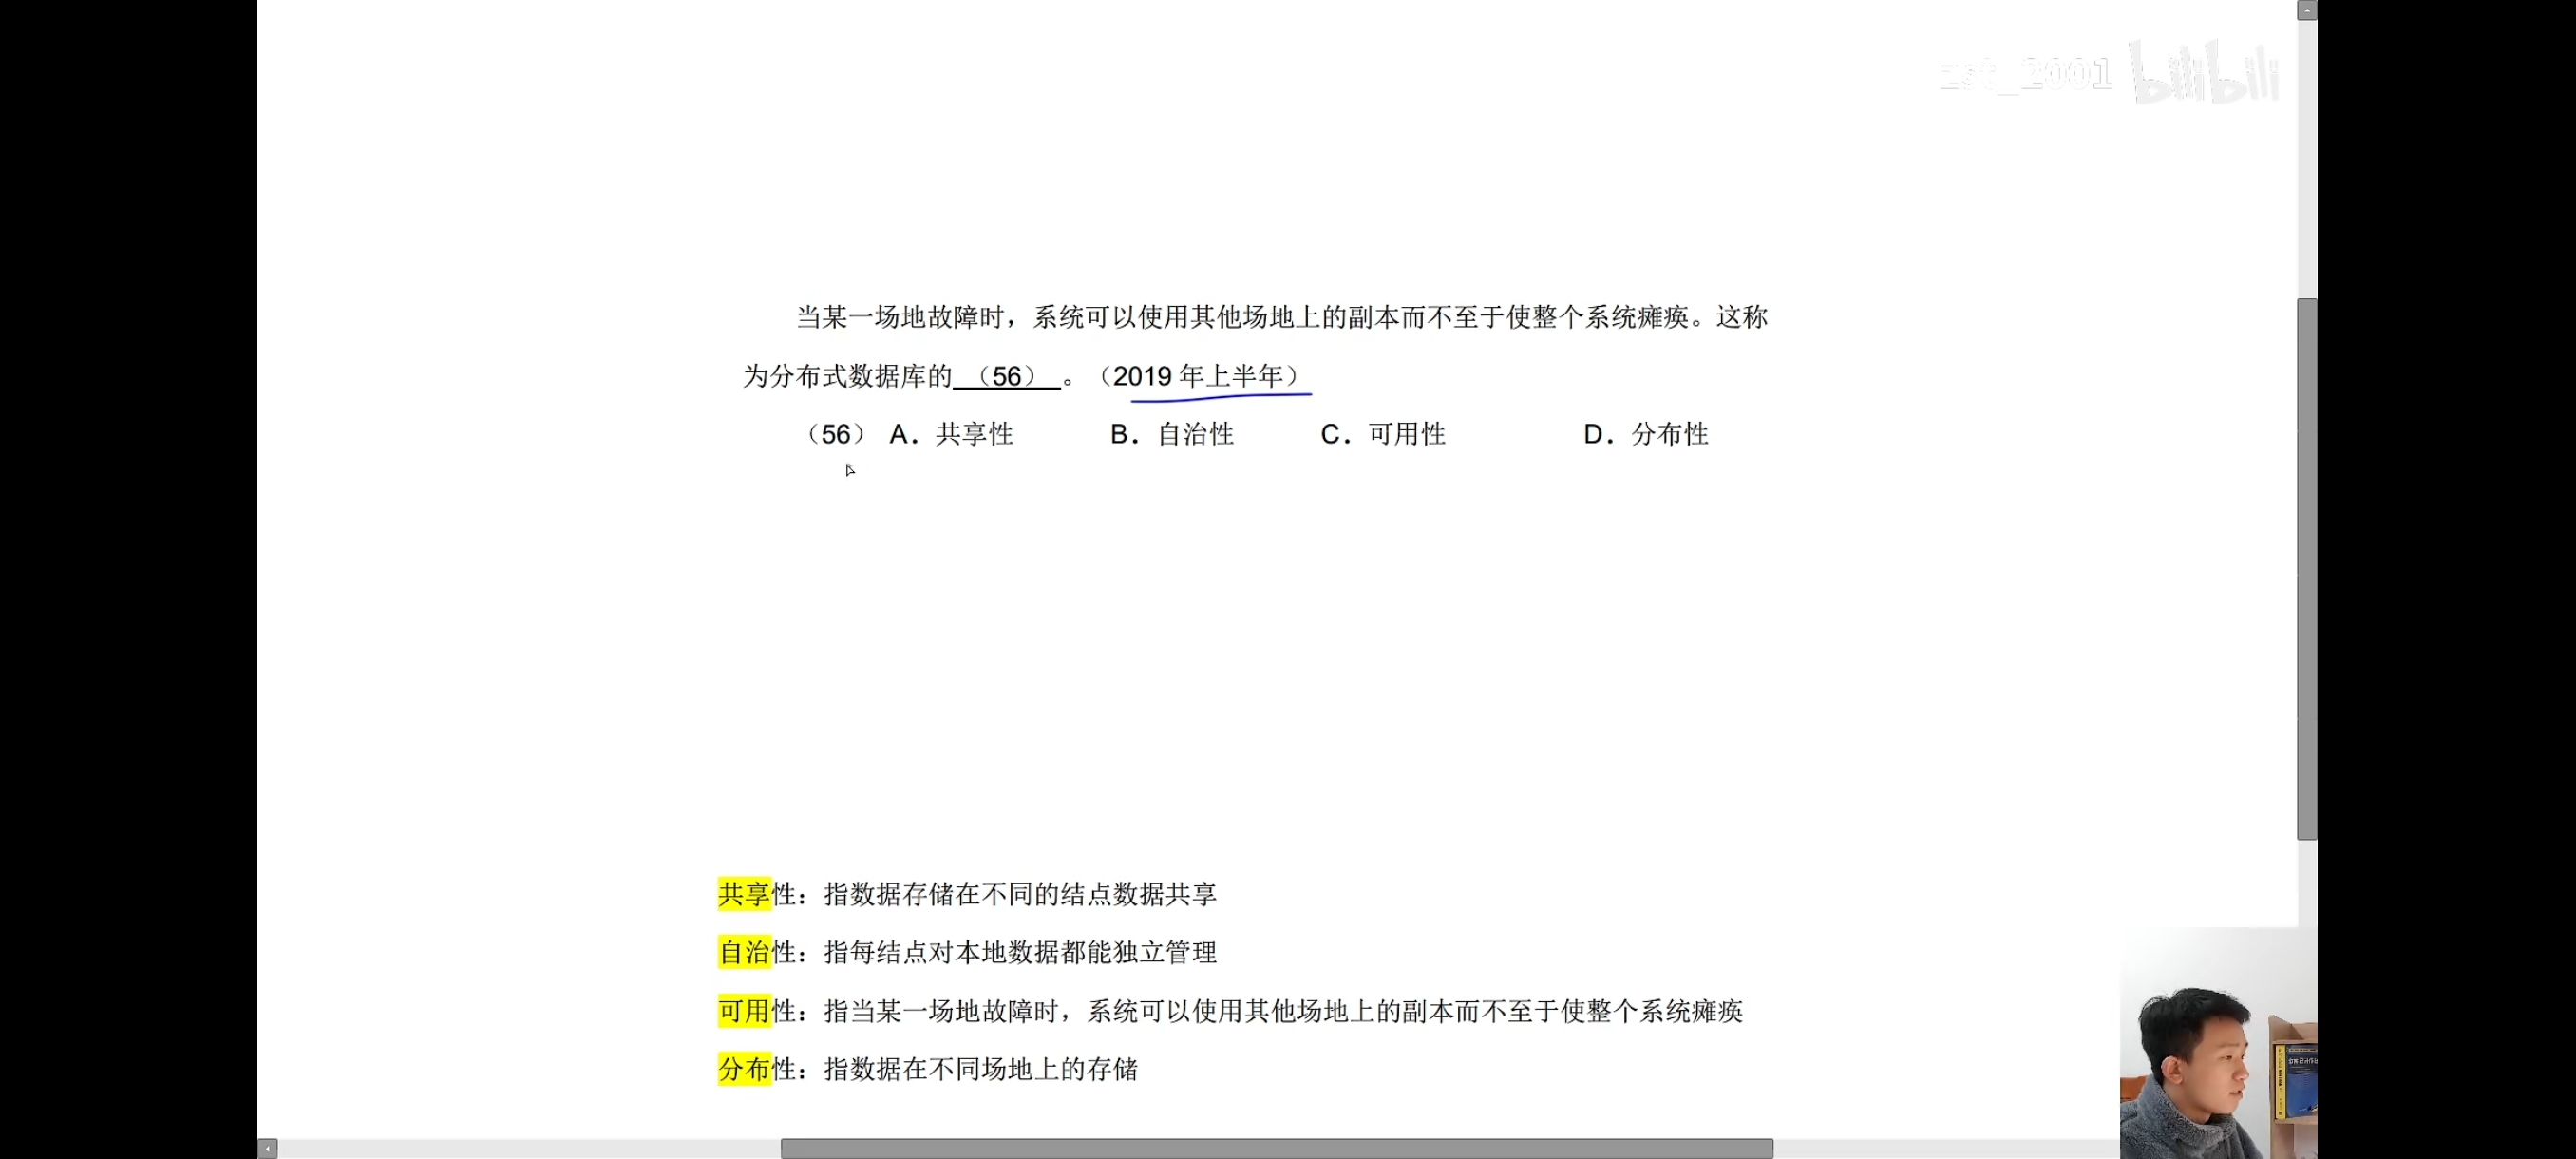 zst_2001 bilibili
当某一场地故障时，系统可以使用其他场地上的副本而不至于使整个系统瘫痪。这称
为分布式数据库的 （56） 。（2019 年上半年）
（56） A．共享性 B．自治性 C．可用性 D．分布性
共享性：指数据存储在不同的结点数据共享
自治性：指每结点对本地数据都能独立管理
可用性：指当某一场地故障时，系统可以使用其他场地上的副本而不至于使整个系统瘫痪
分布性：指数据在不同场地上的存储